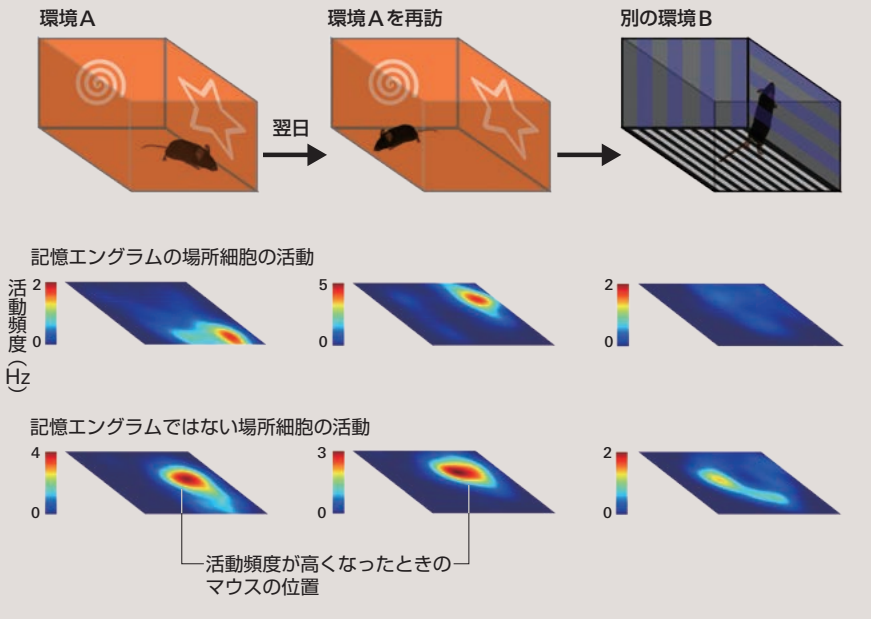 環境A
環境Aを再訪
別の環境B
翌日
記憶エングラムの場所細胞の活動
活動頻度(Hz)
2
0
5
0
2
0
記憶エングラムではない場所細胞の活動
4
0
3
0
2
0
活動頻度が高くなったときの
マウスの位置